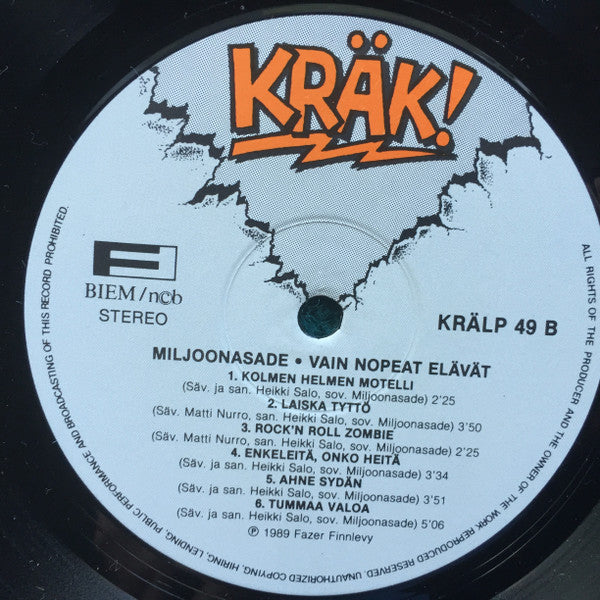 KRÄK!
F
BIEM/n©b
STEREO
KRÄLP 49 B
MILJOONASADE • VAIN NOPEAT ELÄVÄT
1. KOLMEN HELMEN MOTELLI
(Säv. ja san. Heikki Salo, sov. Miljoonasade) 2'25
2. LAISKA TYTTÖ
(Säv. Matti Nurro, san. Heikki Salo, sov. Miljoonasade) 3'50
3. ROCK'N ROLL ZOMBIE
(Säv. Matti Nurro, san. Heikki Salo, sov. Miljoonasade) 2'25
4. ENKELEITÄ, ONKO HEITÄ
(Säv. ja san. Heikki Salo, sov. Miljoonasade) 3'34
5. AHNE SYDÄN
(Säv. ja san. Heikki Salo, sov. Miljoonasade) 3'51
6. TUMMAA VALOA
(Säv. ja san. Heikki Salo, sov. Miljoonasade) 5'06
℗ 1989 Fazer Finnlevy
ALL RIGHTS OF THE PRODUCER AND THE OWNER OF THE WORK REPRODUCED RESERVED. UNAUTHORIZED COPYING, HIRING, LENDING, PUBLIC PERFORMANCE AND BROADCASTING OF THIS RECORD PROHIBITED.